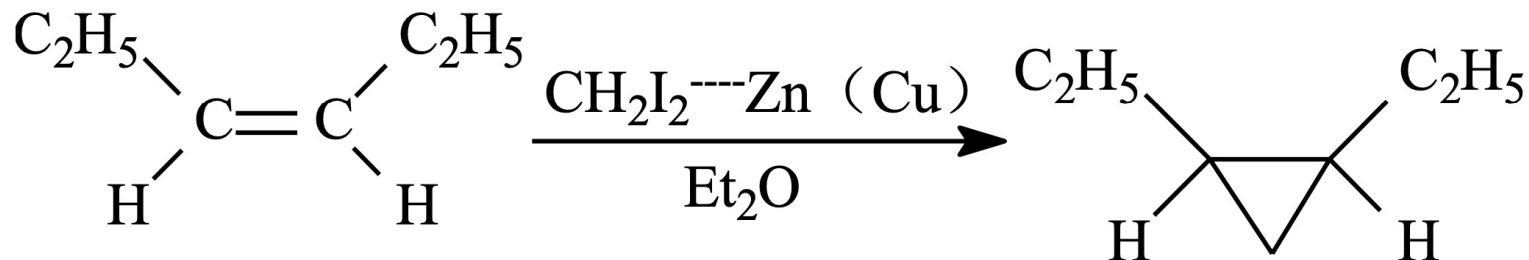 C₂H₅ C₂H₅
C=C
H H
CH₂I₂----Zn（Cu）
Et₂O
C₂H₅ C₂H₅
H H